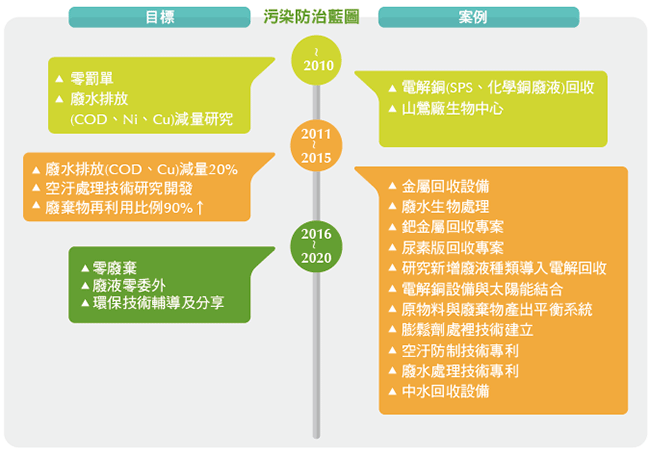 目標
污染防治藍圖
案例
~
2010
▲ 零罰單
▲ 廢水排放
(COD、Ni、Cu)減量研究
▲ 電解銅(SPS、化學銅廢液)回收
▲ 山鶯廠生物中心
2011
~
2015
▲ 廢水排放(COD、Cu)減量20%
▲ 空汙處理技術研究開發
▲ 廢棄物再利用比例90%↑
▲ 金屬回收設備
▲ 廢水生物處理
▲ 鈀金屬回收專案
▲ 尿素版回收專案
▲ 研究新增廢液種類導入電解回收
▲ 電解銅設備與太陽能結合
▲ 原物料與廢棄物產出平衡系統
▲ 膨鬆劑處裡技術建立
▲ 空汙防制技術專利
▲ 廢水處理技術專利
▲ 中水回收設備
2016
~
2020
▲ 零廢棄
▲ 廢液零委外
▲ 環保技術輔導及分享